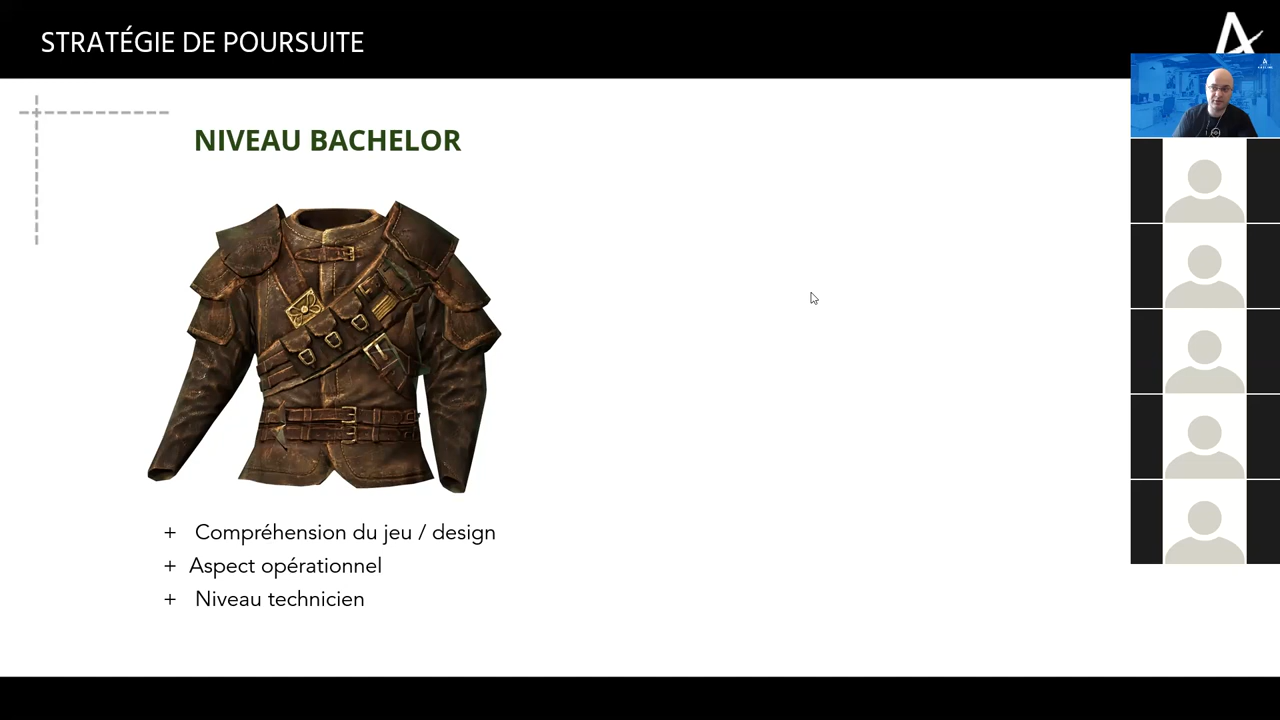 STRATÉGIE DE POURSUITE
NIVEAU BACHELOR
+ Compréhension du jeu / design
+ Aspect opérationnel
+ Niveau technicien